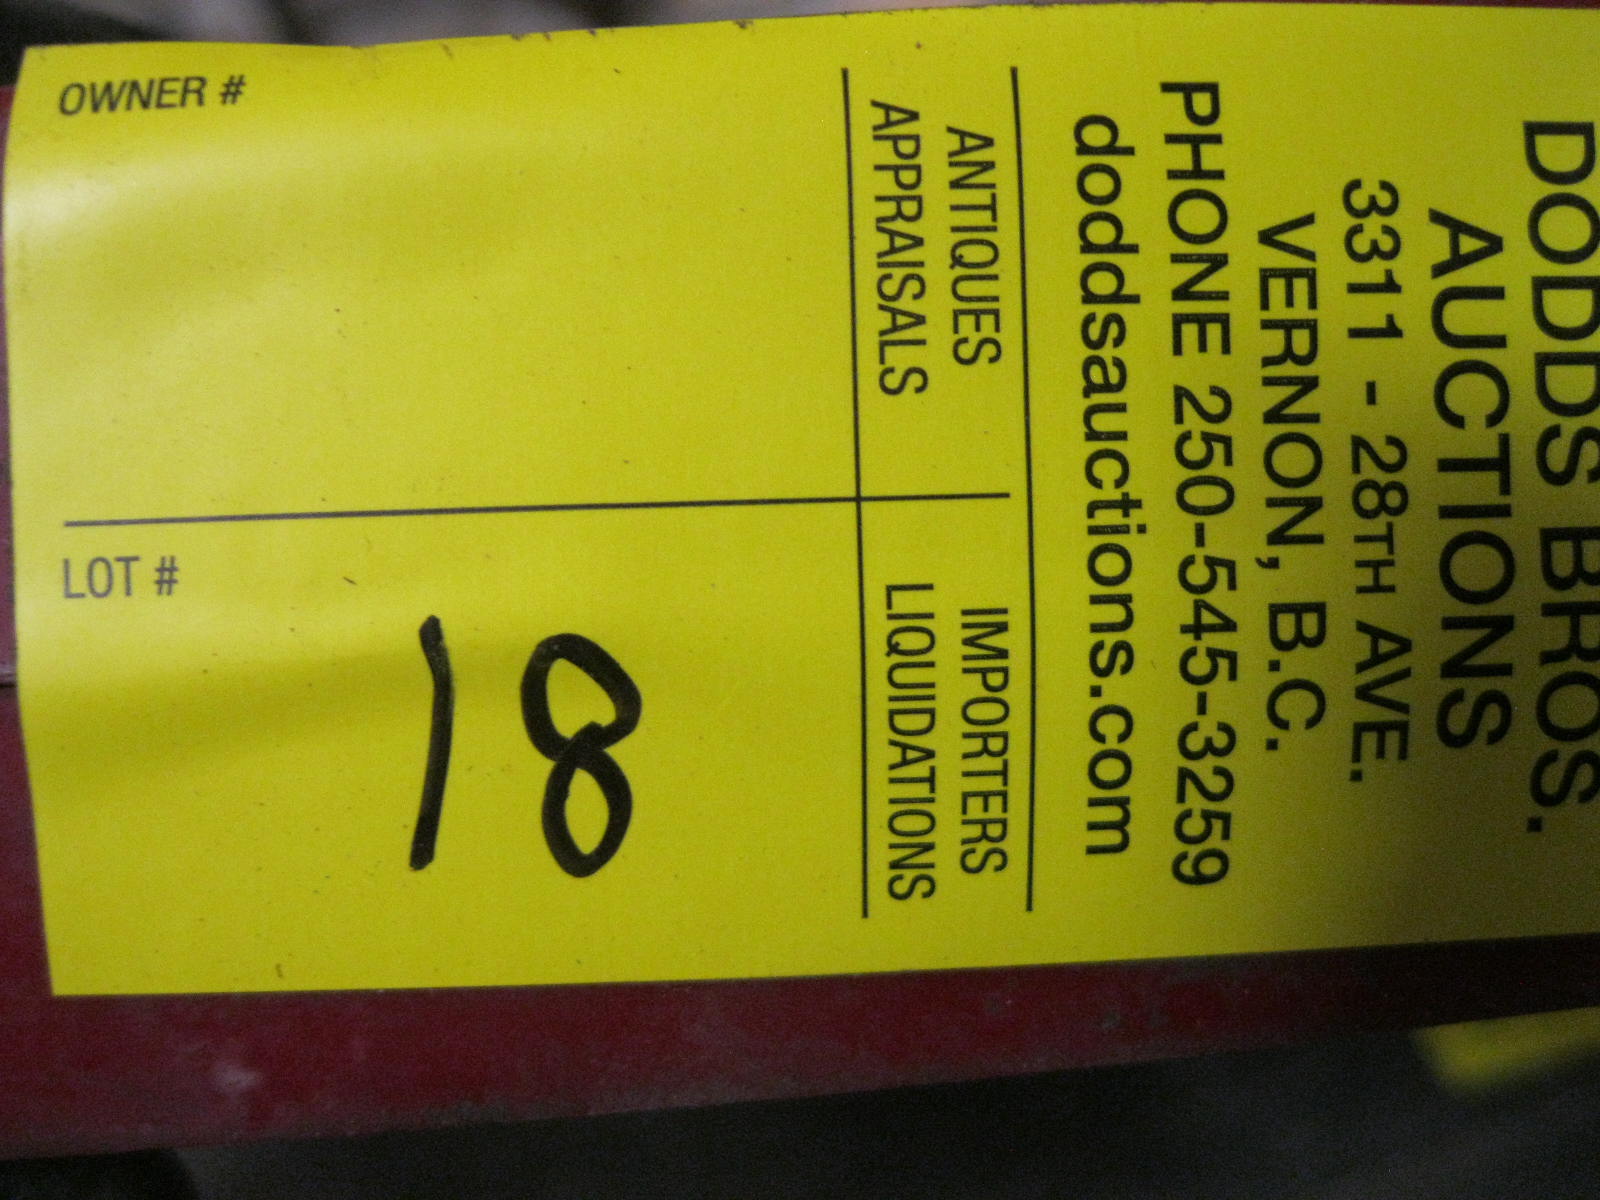 DODDS BROS.
AUCTIONS
3311 - 28TH AVE.
VERNON, B.C.
PHONE 250-545-3259
doddsauctions.com
ANTIQUES
APPRAISALS
IMPORTERS
LIQUIDATIONS
OWNER #
LOT #
18